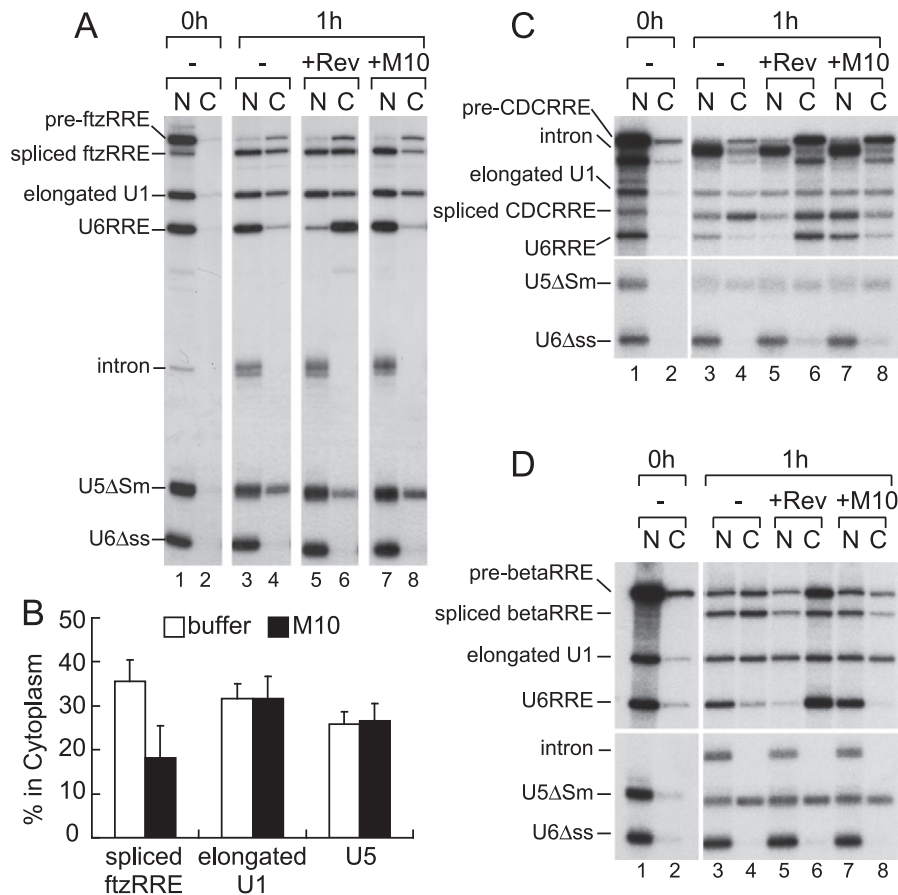 A
0h
1h
-
-
+Rev
+M10
N C N C N C N C
pre-ftzRRE
spliced ftzRRE
elongated U1
U6RRE
intron
U5ΔSm
U6Δss
1 2 3 4 5 6 7 8
B
50
40
30
20
10
0
% in Cytoplasm
buffer
M10
spliced ftzRRE
elongated U1
U5
C
0h
1h
-
-
+Rev
+M10
N C N C N C N C
pre-CDCRRE
intron
elongated U1
spliced CDCRRE
U6RRE
U5ΔSm
U6Δss
1 2 3 4 5 6 7 8
D
0h
1h
-
-
+Rev
+M10
N C N C N C N C
pre-betaRRE
spliced betaRRE
elongated U1
U6RRE
intron
U5ΔSm
U6Δss
1 2 3 4 5 6 7 8